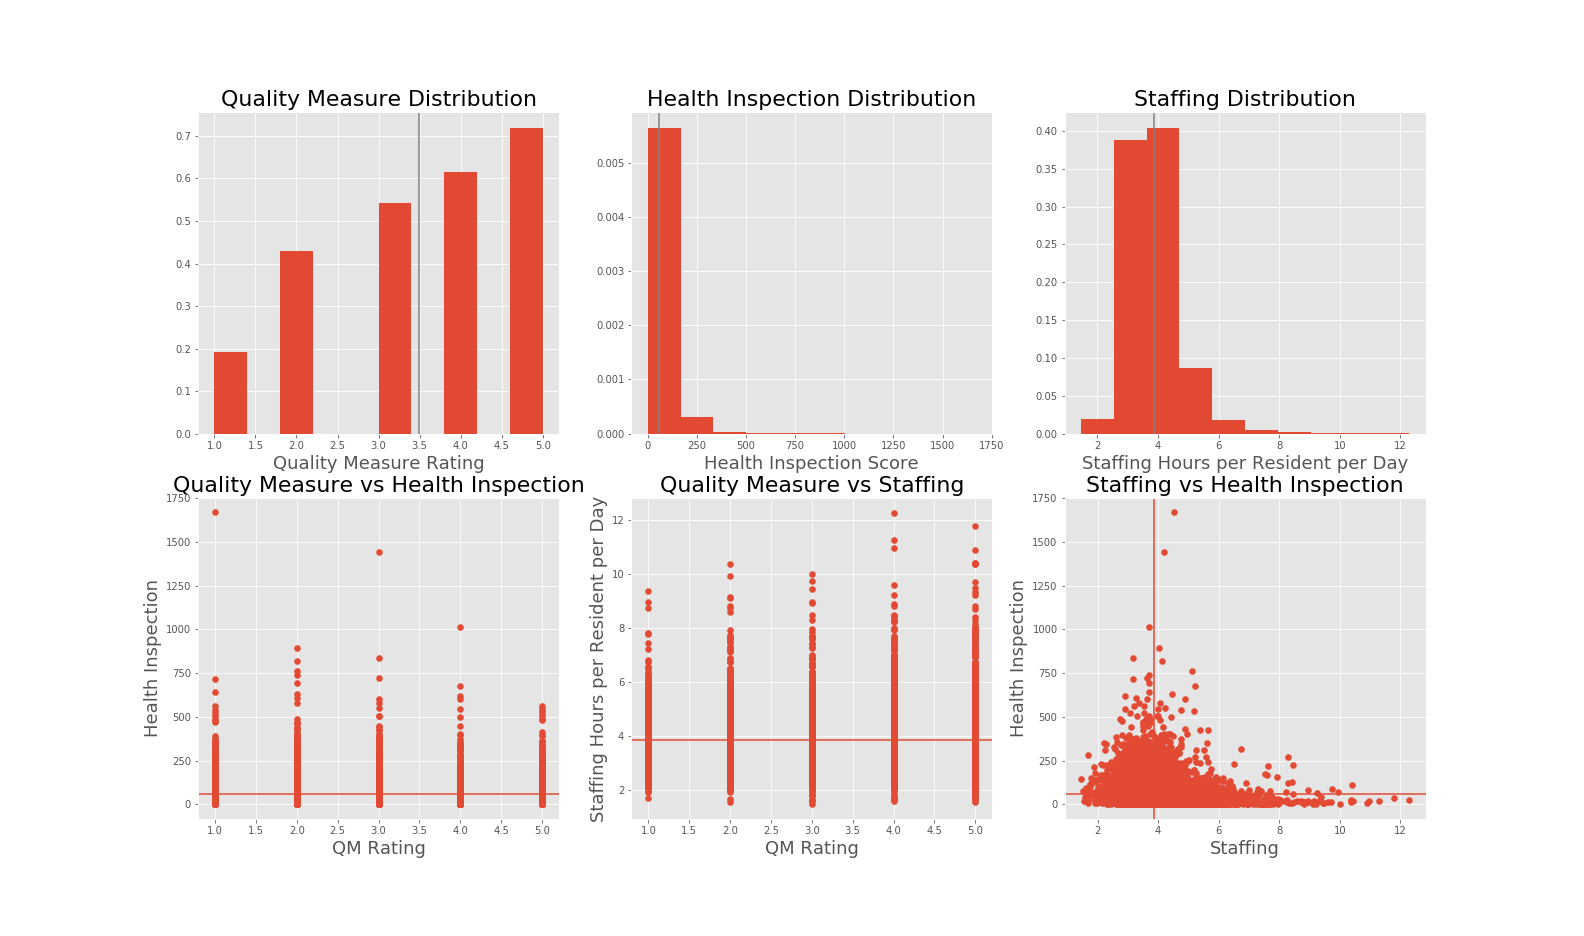 Quality Measure Distribution
0.7
0.6
0.5
0.4
0.3
0.2
0.1
0.0
1.0 1.5 2.0 2.5 3.0 3.5 4.0 4.5 5.0
Quality Measure Rating
Health Inspection Distribution
0.005
0.004
0.003
0.002
0.001
0.000
0 250 500 750 1000 1250 1500 1750
Health Inspection Score
Staffing Distribution
0.40
0.35
0.30
0.25
0.20
0.15
0.10
0.05
0.00
2 4 6 8 10 12
Staffing Hours per Resident per Day
Quality Measure vs Health Inspection
Health Inspection
1750
1500
1250
1000
750
500
250
0
1.0 1.5 2.0 2.5 3.0 3.5 4.0 4.5 5.0
QM Rating
Quality Measure vs Staffing
Staffing Hours per Resident per Day
12
10
8
6
4
2
1.0 1.5 2.0 2.5 3.0 3.5 4.0 4.5 5.0
QM Rating
Staffing vs Health Inspection
Health Inspection
1750
1500
1250
1000
750
500
250
0
2 4 6 8 10 12
Staffing